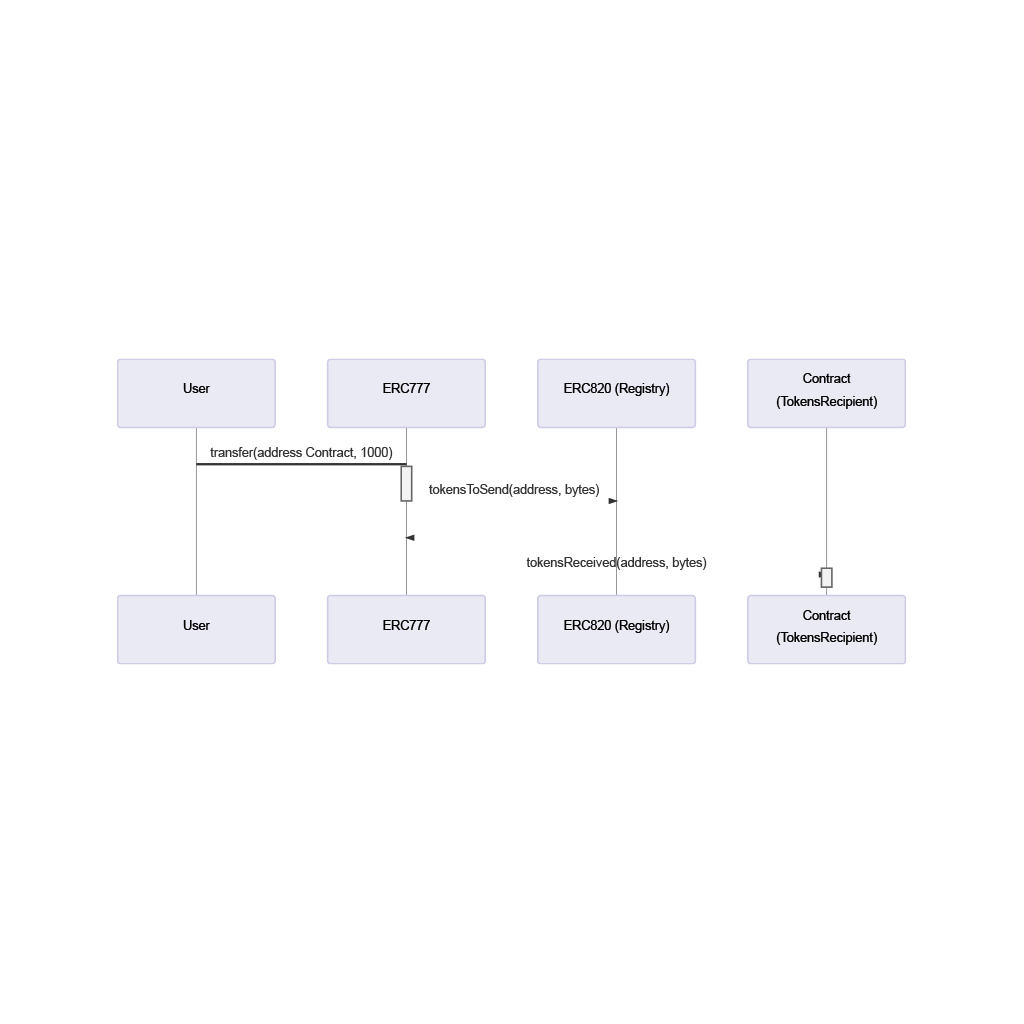 User
ERC777
ERC820 (Registry)
Contract
(TokensRecipient)
transfer(address Contract, 1000)
tokensToSend(address, bytes)
tokensReceived(address, bytes)
User
ERC777
ERC820 (Registry)
Contract
(TokensRecipient)